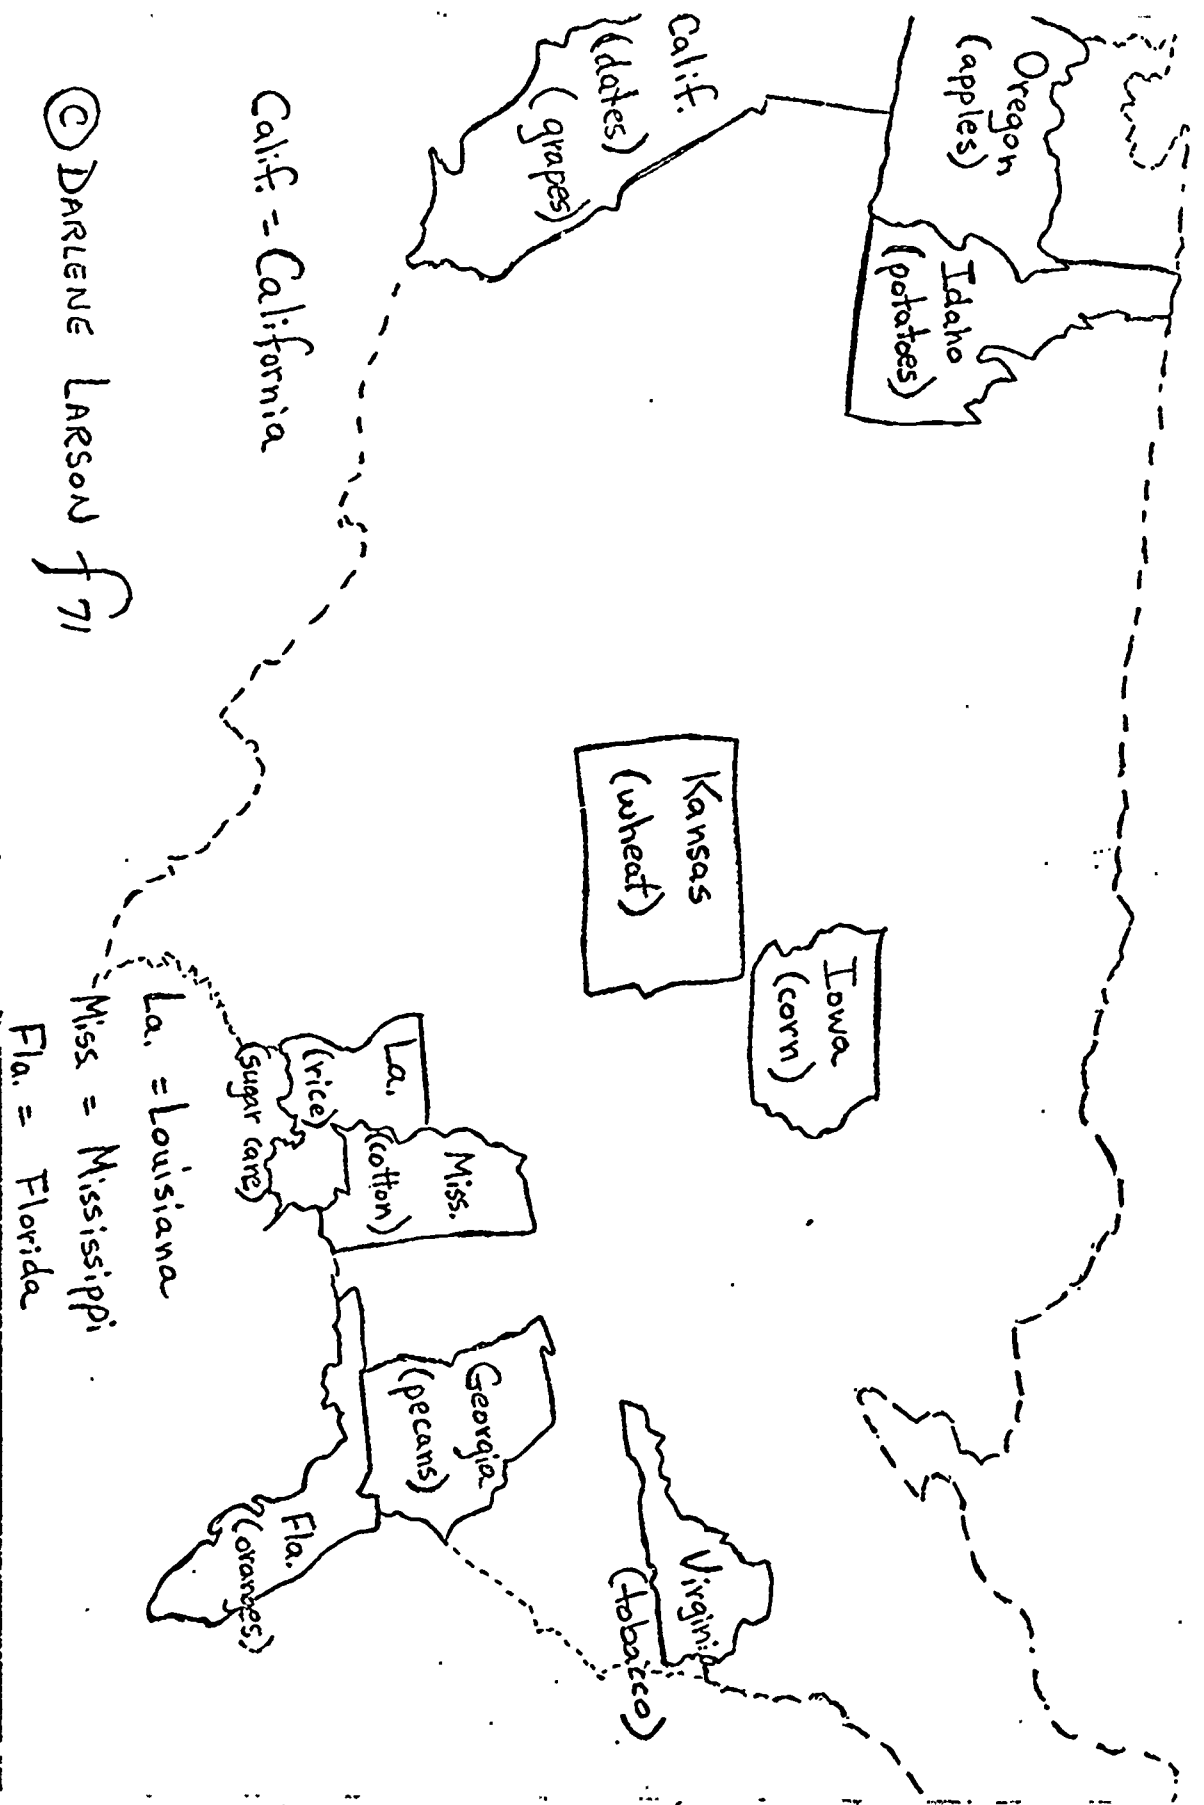 Oregon
(apples)
Idaho
(potatoes)
Calif.
(dates)
(grapes)
Kansas
(wheat)
Iowa
(corn)
Virginia
(tobacco)
Miss.
(cotton)
La.
(rice)
(sugar cane)
Georgia
(pecans)
Fla.
(oranges)
Calif. = California
La. = Louisiana
Miss = Mississippi
Fla. = Florida
© DARLENE LARSON f 71